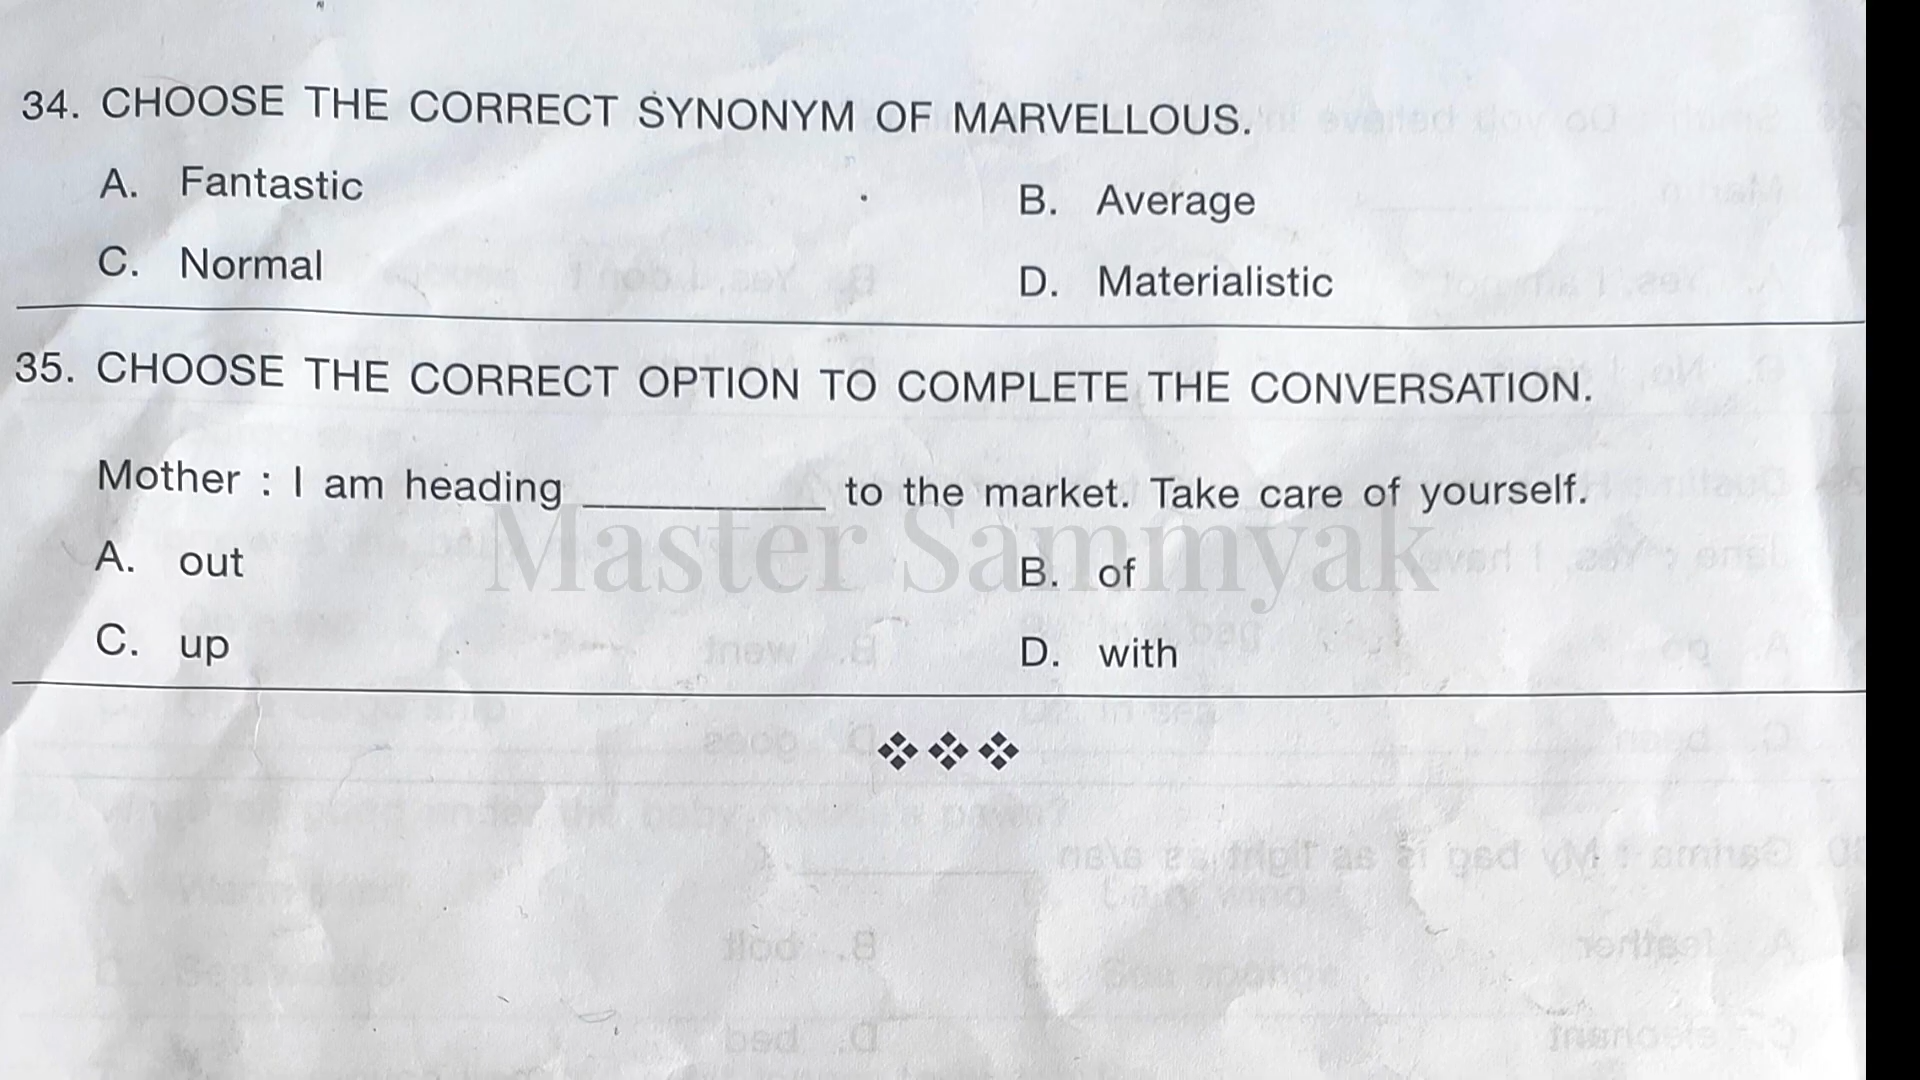 34. CHOOSE THE CORRECT SYNONYM OF MARVELLOUS.
A. Fantastic
B. Average
C. Normal
D. Materialistic
35. CHOOSE THE CORRECT OPTION TO COMPLETE THE CONVERSATION.
Mother : I am heading __________ to the market. Take care of yourself.
Master Sammyak
A. out
B. of
C. up
D. with